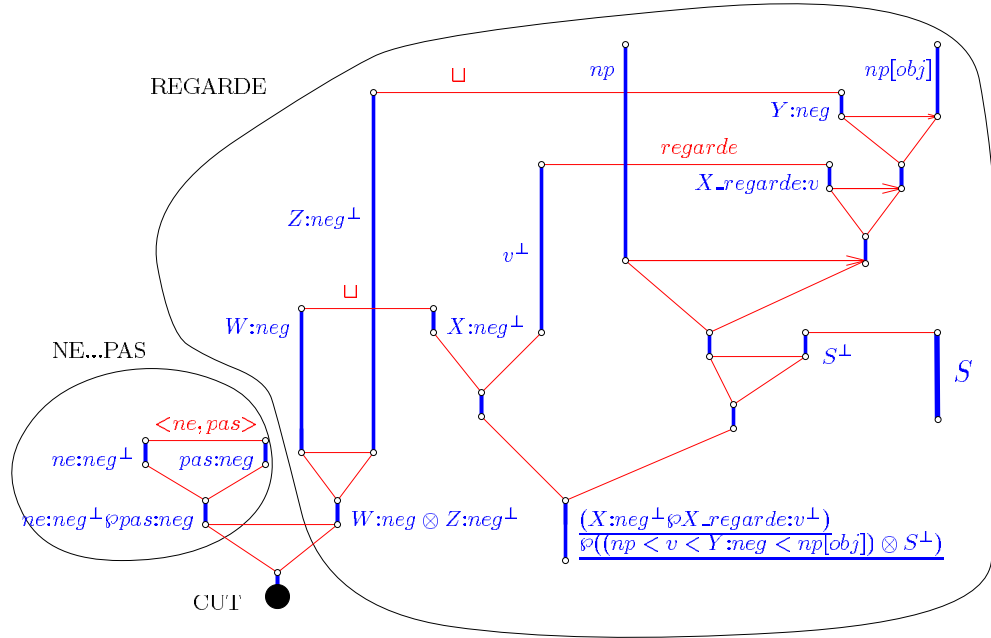 ⊔ np np[obj]
REGARDE
Y:neg
regarde
X_regarde:v
Z:neg⊥
v⊥
⊔
W:neg X:neg⊥
NE...PAS
S⊥ S
<ne, pas>
ne:neg⊥ pas:neg
ne:neg⊥℘pas:neg W:neg ⊗ Z:neg⊥ (X:neg⊥℘X_regarde:v⊥)
℘((np < v < Y:neg < np[obj]) ⊗ S⊥)
CUT